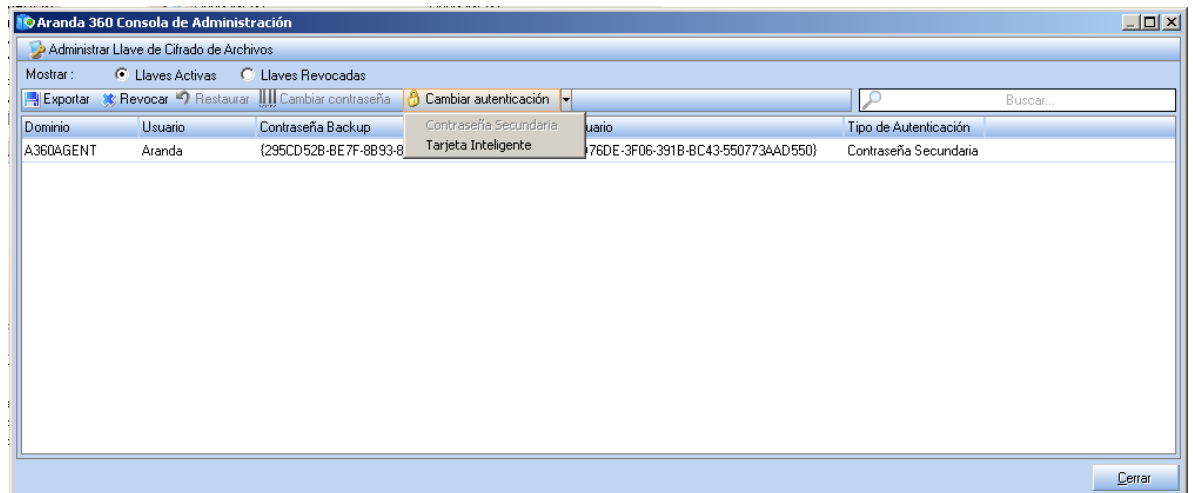 Aranda 360 Consola de Administración
Administrar Llave de Cifrado de Archivos
Mostrar : Llaves Activas Llaves Revocadas
Exportar Revocar Restaurar Cambiar contraseña Cambiar autenticación Buscar...
Contraseña Secundaria
Tarjeta Inteligente
Dominio Usuario Contraseña Backup uario Tipo de Autenticación
A360AGENT Aranda {295CD52B-BE7F-8B93-8 76DE-3F06-391B-BC43-550773AAD550} Contraseña Secundaria
Cerrar